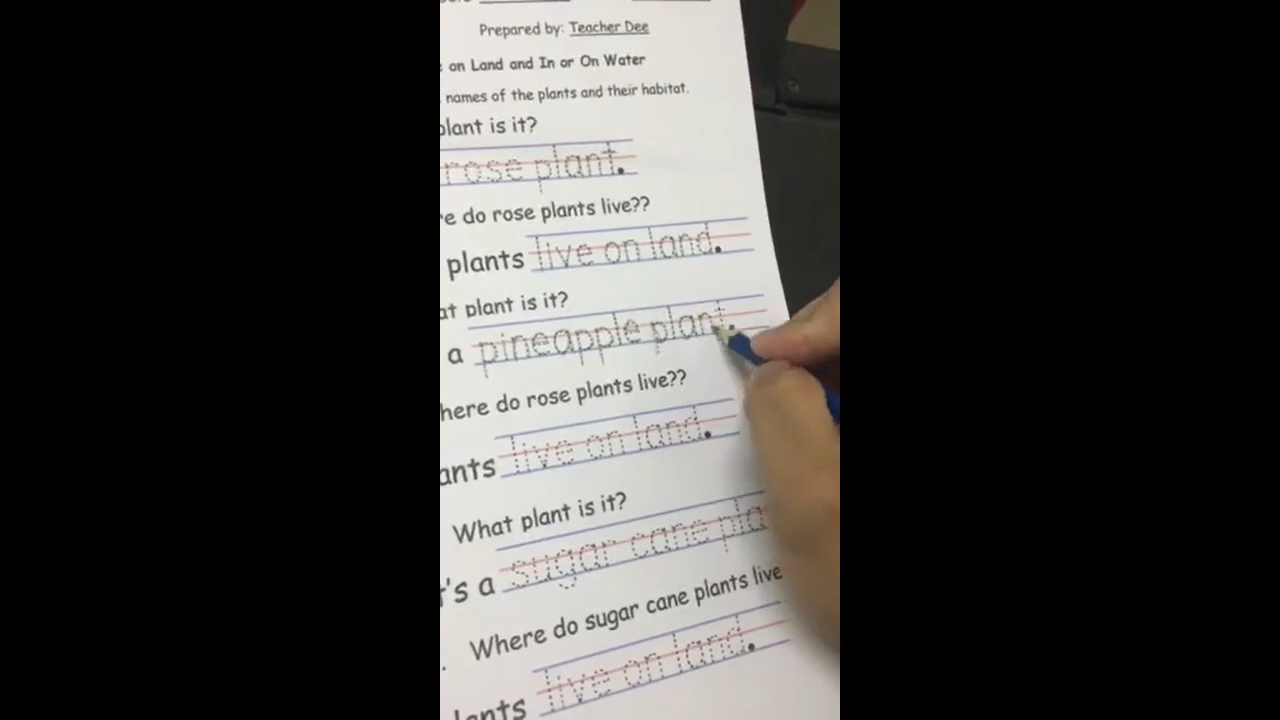 Prepared by: Teacher Dee
on Land and In or On Water
names of the plants and their habitat.
plant is it?
rose plant.
do rose plants live??
plants live on land.
plant is it?
a pineapple plant.
here do rose plants live??
ants live on land.
What plant is it?
's a sugar cane pla
Where do sugar cane plants live
lants live on land.